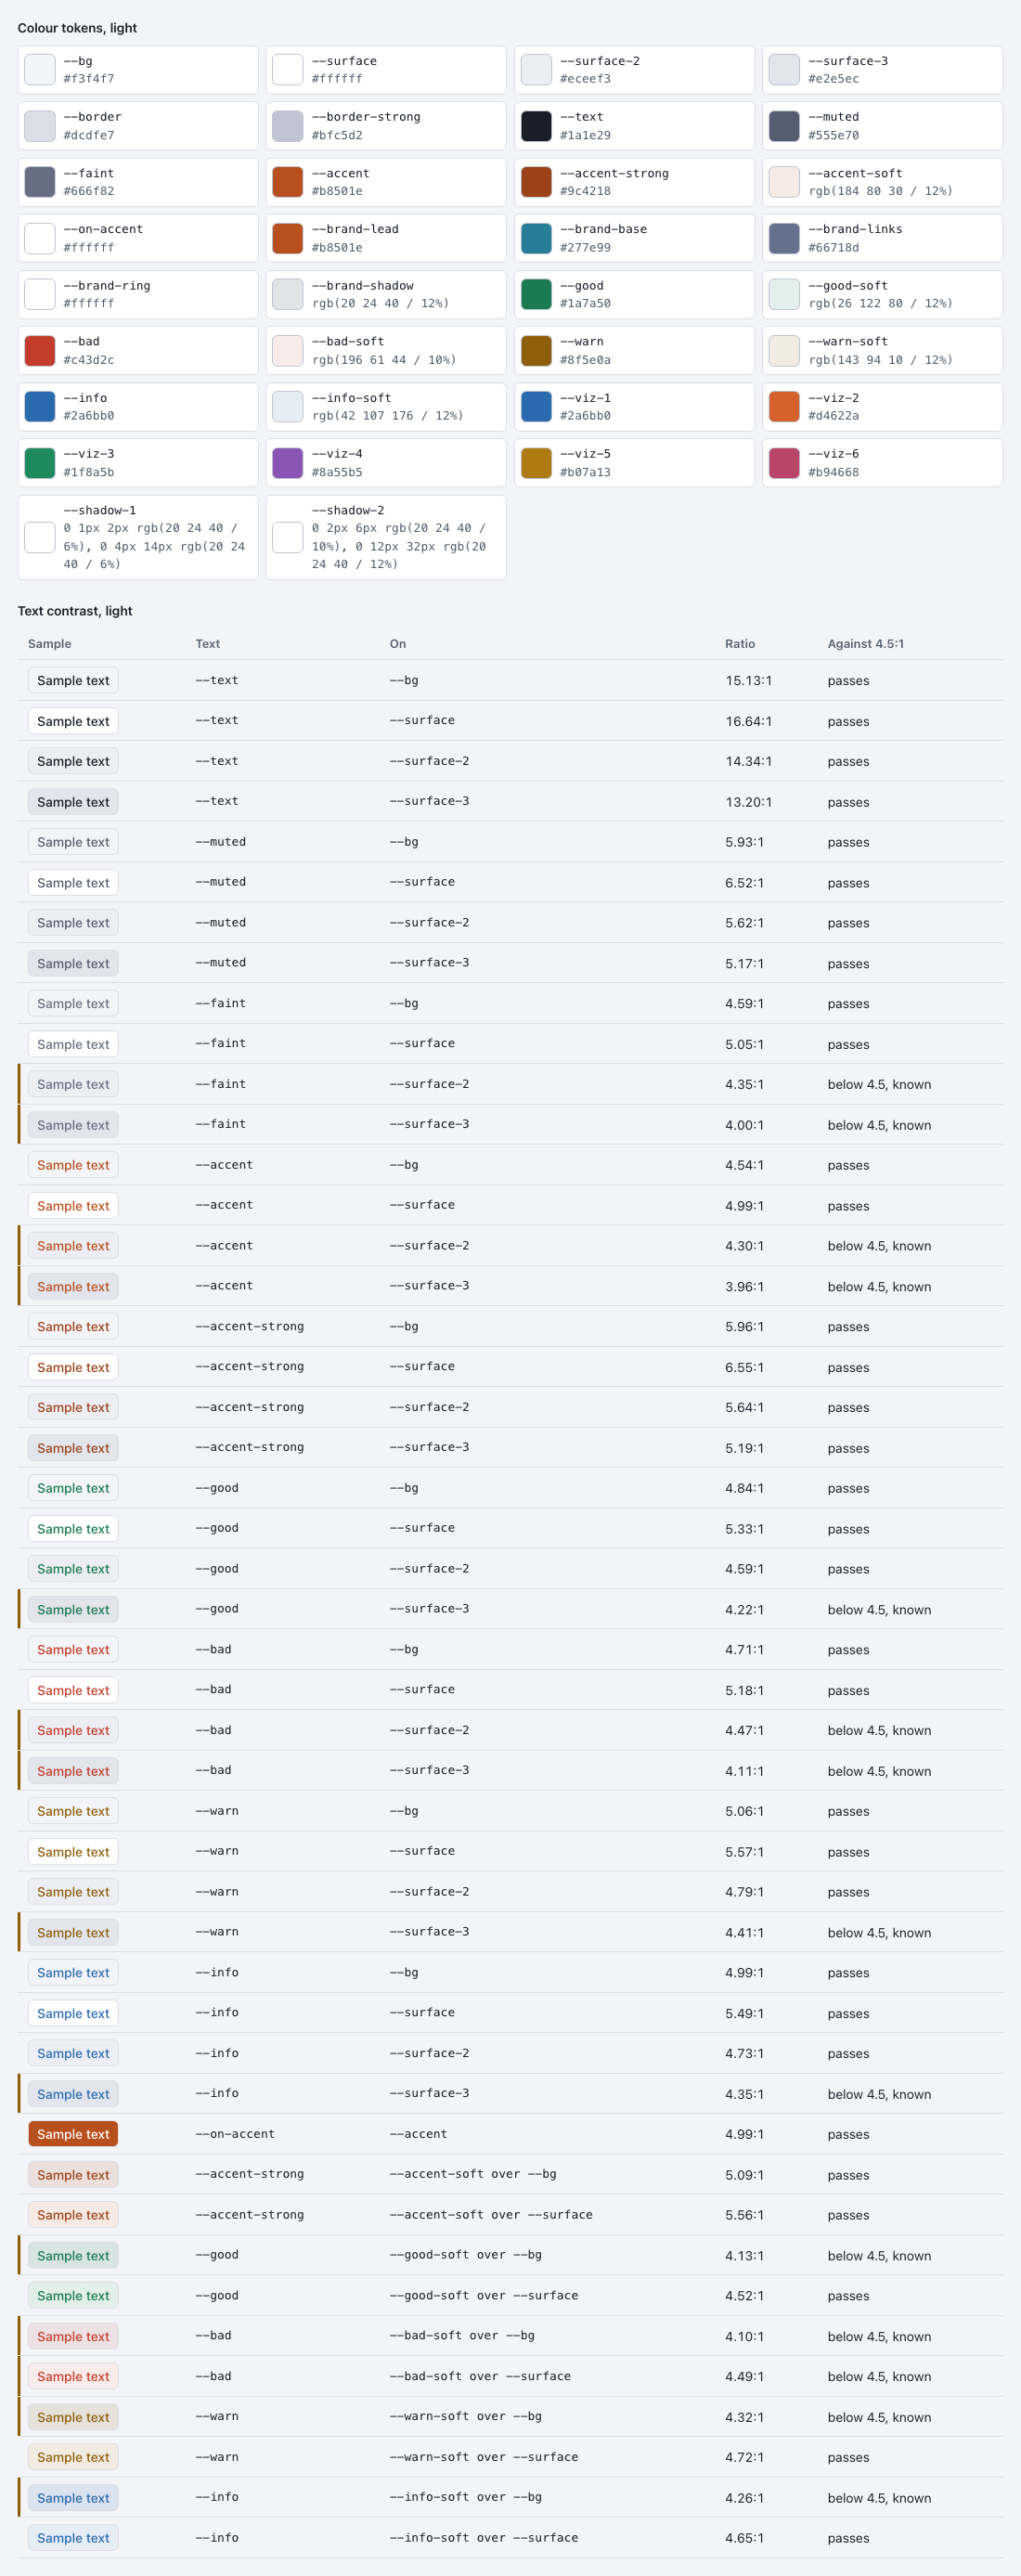 Colour tokens, light
--bg
#f3f4f7
--surface
#ffffff
--surface-2
#eceef3
--surface-3
#e2e5ec
--border
#dcdfe7
--border-strong
#bfc5d2
--text
#1a1e29
--muted
#555e70
--faint
#666f82
--accent
#b8501e
--accent-strong
#9c4218
--accent-soft
rgb(184 80 30 / 12%)
--on-accent
#ffffff
--brand-lead
#b8501e
--brand-base
#277e99
--brand-links
#66718d
--brand-ring
#ffffff
--brand-shadow
rgb(20 24 40 / 12%)
--good
#1a7a50
--good-soft
rgb(26 122 80 / 12%)
--bad
#c43d2c
--bad-soft
rgb(196 61 44 / 10%)
--warn
#8f5e0a
--warn-soft
rgb(143 94 10 / 12%)
--info
#2a6bb0
--info-soft
rgb(42 107 176 / 12%)
--viz-1
#2a6bb0
--viz-2
#d4622a
--viz-3
#1f8a5b
--viz-4
#8a55b5
--viz-5
#b07a13
--viz-6
#b94668
--shadow-1
0 1px 2px rgb(20 24 40 /
6%), 0 4px 14px rgb(20 24
40 / 6%)
--shadow-2
0 2px 6px rgb(20 24 40 /
10%), 0 12px 32px rgb(20
24 40 / 12%)
Text contrast, light
Sample Text On Ratio Against 4.5:1
Sample text --text --bg 15.13:1 passes
Sample text --text --surface 16.64:1 passes
Sample text --text --surface-2 14.34:1 passes
Sample text --text --surface-3 13.20:1 passes
Sample text --muted --bg 5.93:1 passes
Sample text --muted --surface 6.52:1 passes
Sample text --muted --surface-2 5.62:1 passes
Sample text --muted --surface-3 5.17:1 passes
Sample text --faint --bg 4.59:1 passes
Sample text --faint --surface 5.05:1 passes
Sample text --faint --surface-2 4.35:1 below 4.5, known
Sample text --faint --surface-3 4.00:1 below 4.5, known
Sample text --accent --bg 4.54:1 passes
Sample text --accent --surface 4.99:1 passes
Sample text --accent --surface-2 4.30:1 below 4.5, known
Sample text --accent --surface-3 3.96:1 below 4.5, known
Sample text --accent-strong --bg 5.96:1 passes
Sample text --accent-strong --surface 6.55:1 passes
Sample text --accent-strong --surface-2 5.64:1 passes
Sample text --accent-strong --surface-3 5.19:1 passes
Sample text --good --bg 4.84:1 passes
Sample text --good --surface 5.33:1 passes
Sample text --good --surface-2 4.59:1 passes
Sample text --good --surface-3 4.22:1 below 4.5, known
Sample text --bad --bg 4.71:1 passes
Sample text --bad --surface 5.18:1 passes
Sample text --bad --surface-2 4.47:1 below 4.5, known
Sample text --bad --surface-3 4.11:1 below 4.5, known
Sample text --warn --bg 5.06:1 passes
Sample text --warn --surface 5.57:1 passes
Sample text --warn --surface-2 4.79:1 passes
Sample text --warn --surface-3 4.41:1 below 4.5, known
Sample text --info --bg 4.99:1 passes
Sample text --info --surface 5.49:1 passes
Sample text --info --surface-2 4.73:1 passes
Sample text --info --surface-3 4.35:1 below 4.5, known
Sample text --on-accent --accent 4.99:1 passes
Sample text --accent-strong --accent-soft over --bg 5.09:1 passes
Sample text --accent-strong --accent-soft over --surface 5.56:1 passes
Sample text --good --good-soft over --bg 4.13:1 below 4.5, known
Sample text --good --good-soft over --surface 4.52:1 passes
Sample text --bad --bad-soft over --bg 4.10:1 below 4.5, known
Sample text --bad --bad-soft over --surface 4.49:1 below 4.5, known
Sample text --warn --warn-soft over --bg 4.32:1 below 4.5, known
Sample text --warn --warn-soft over --surface 4.72:1 passes
Sample text --info --info-soft over --bg 4.26:1 below 4.5, known
Sample text --info --info-soft over --surface 4.65:1 passes